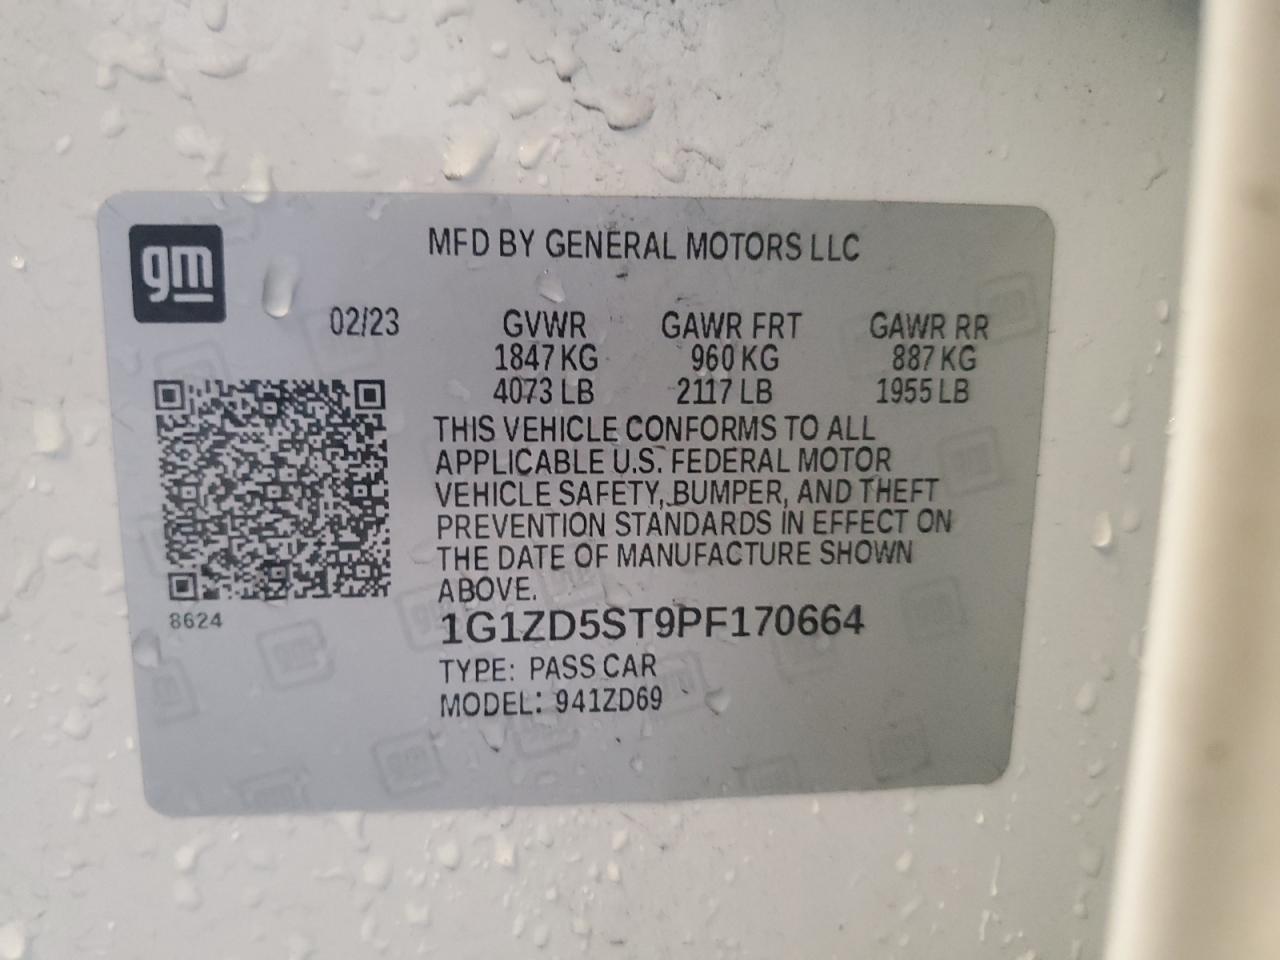 gm
MFD BY GENERAL MOTORS LLC
02/23 GVWR GAWR FRT GAWR RR
1847 KG 960 KG 887 KG
4073 LB 2117 LB 1955 LB
THIS VEHICLE CONFORMS TO ALL
APPLICABLE U.S. FEDERAL MOTOR
VEHICLE SAFETY, BUMPER, AND THEFT
PREVENTION STANDARDS IN EFFECT ON
THE DATE OF MANUFACTURE SHOWN
ABOVE.
8624
1G1ZD5ST9PF170664
TYPE: PASS CAR
MODEL: 941ZD69